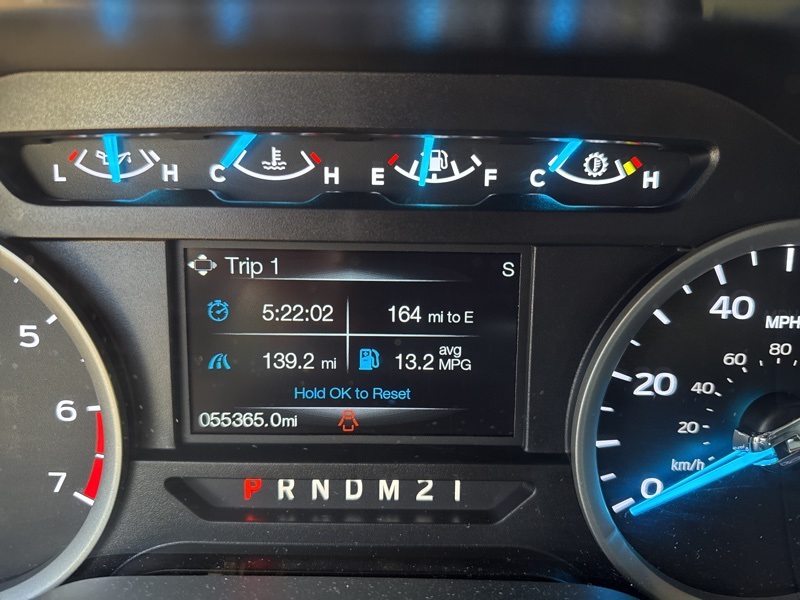 L H C H E F C H
Trip 1 S
5:22:02 164 mi to E
139.2 mi 13.2 avg MPG
Hold OK to Reset
055365.0mi
P R N D M 2 1
5
6
7
40 MPH
60 80
20 40
20
km/h
0